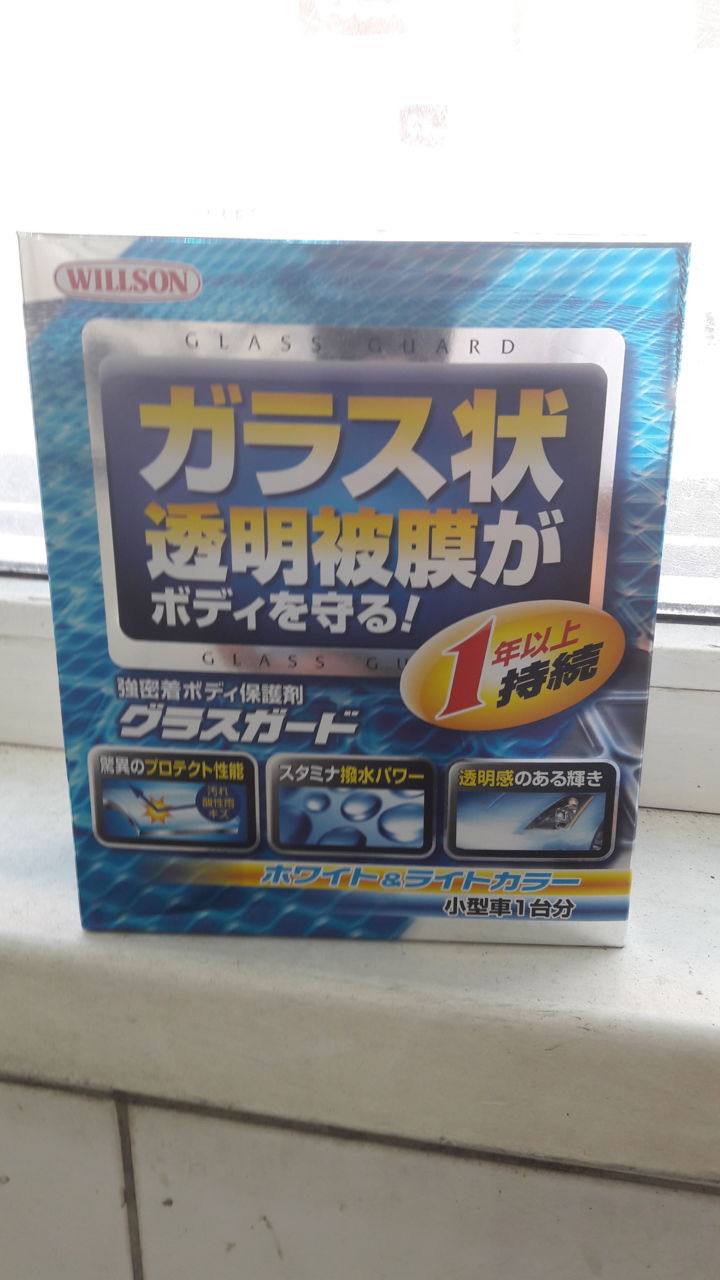 WILLSON
GLASS GUARD
ガラス状
透明被膜が
ボディを守る!
GLASS GU
1年以上
持続
強密着ボディ保護剤
グラスガード
驚異のプロテクト性能
汚れ
酸性雨
キズ
スタミナ撥水パワー
透明感のある輝き
ホワイト&ライトカラー
小型車1台分